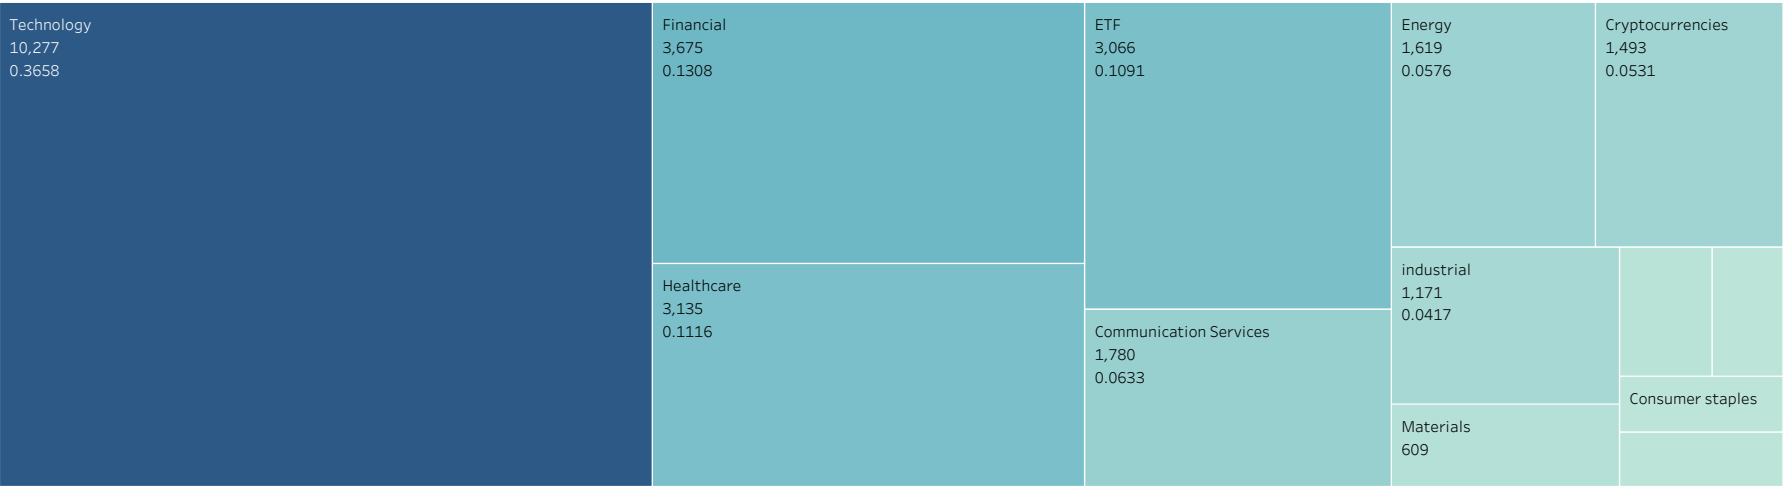 Technology
10,277
0.3658
Financial
3,675
0.1308
Healthcare
3,135
0.1116
ETF
3,066
0.1091
Communication Services
1,780
0.0633
Energy
1,619
0.0576
Cryptocurrencies
1,493
0.0531
industrial
1,171
0.0417
Materials
609
Consumer staples